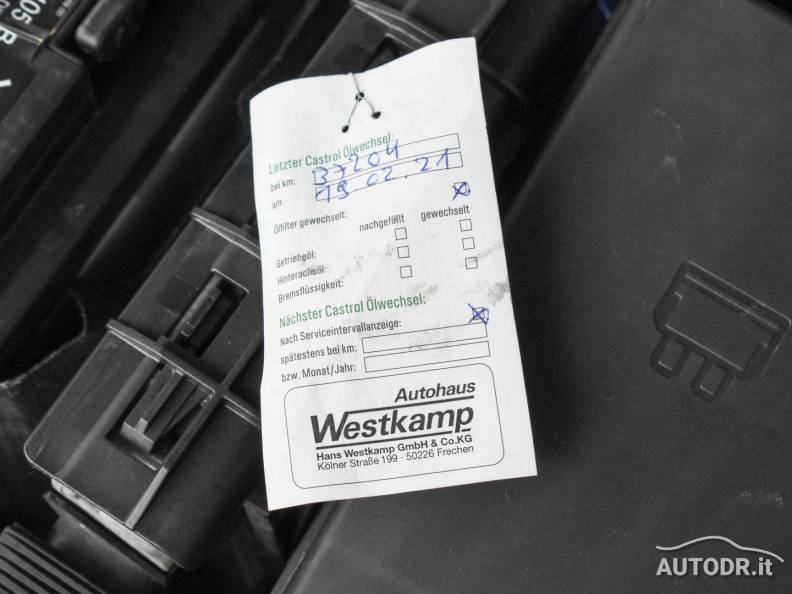 105 B
Letzter Castrol Ölwechsel:
bei km: 37204
am: 19.02.21
Ölfilter gewechselt:
nachgefüllt gewechselt
Getriebeöl:
Hinterachsöl:
Bremsflüssigkeit:
Nächster Castrol Ölwechsel:
Nach Serviceintervallanzeige:
spätestens bei km:
bzw. Monat/Jahr:
Autohaus
Westkamp
Hans Westkamp GmbH & Co.KG
Kölner Straße 199 · 50226 Frechen
AUTODR.it